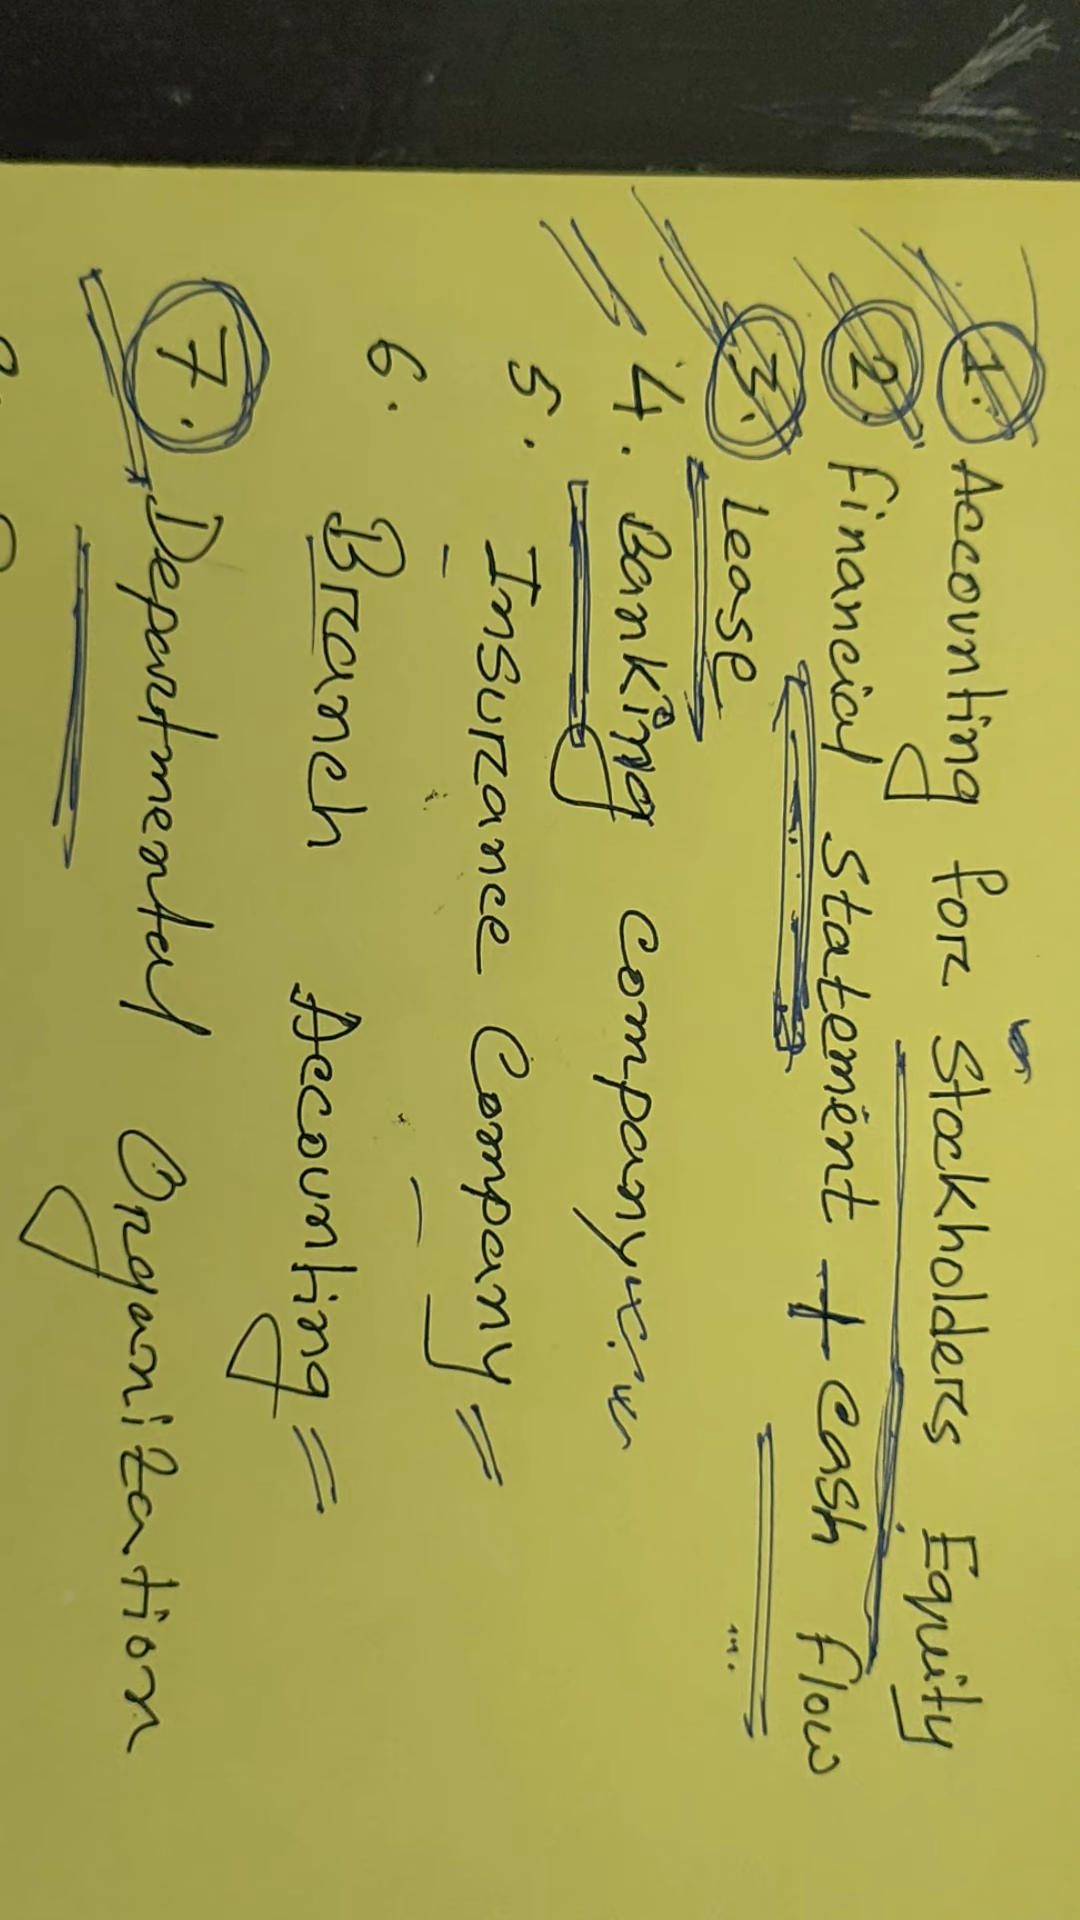 1. Accounting for Stockholders Equity
2. Financial Statement + Cash Flow
3. Lease
4. Banking Company
5. Insurance Company
6. Branch Accounting
7. Departmental Organization